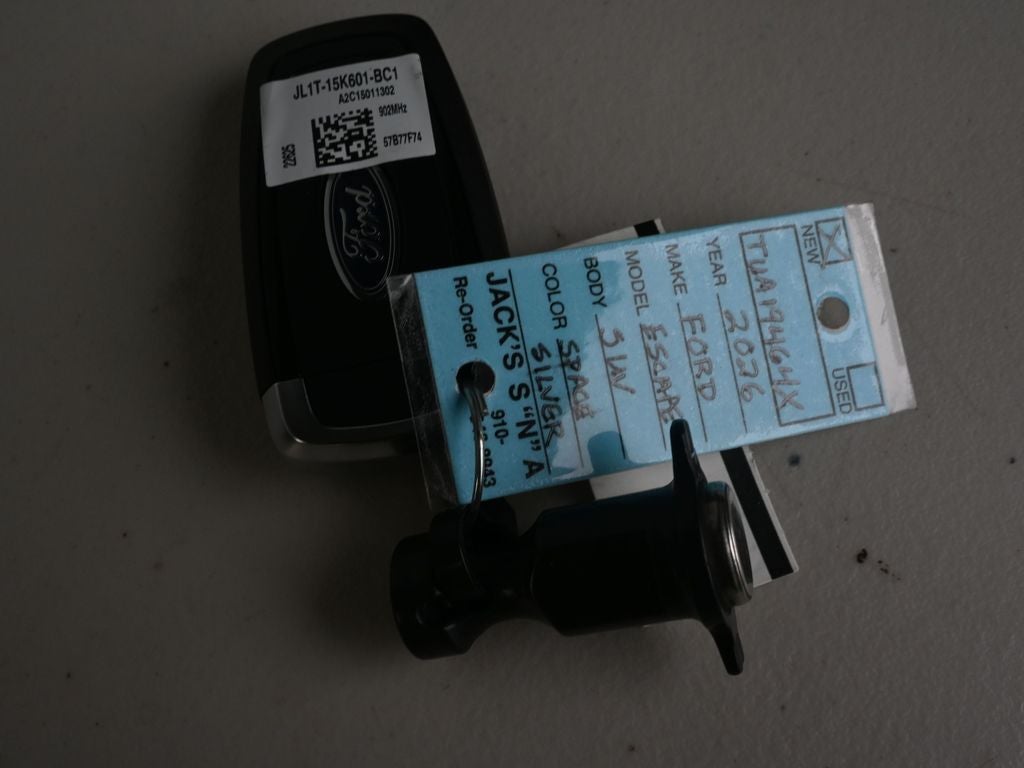 JL1T-15K601-BC1
A2C15011302
902MHz
22825
57B77F74
Ford
NEW USED
TUA19464X
YEAR 2026
MAKE FORD
MODEL ESCAPE
BODY SUV
COLOR SPACE
SILVER
JACK'S S "N" A
Re-Order 910-